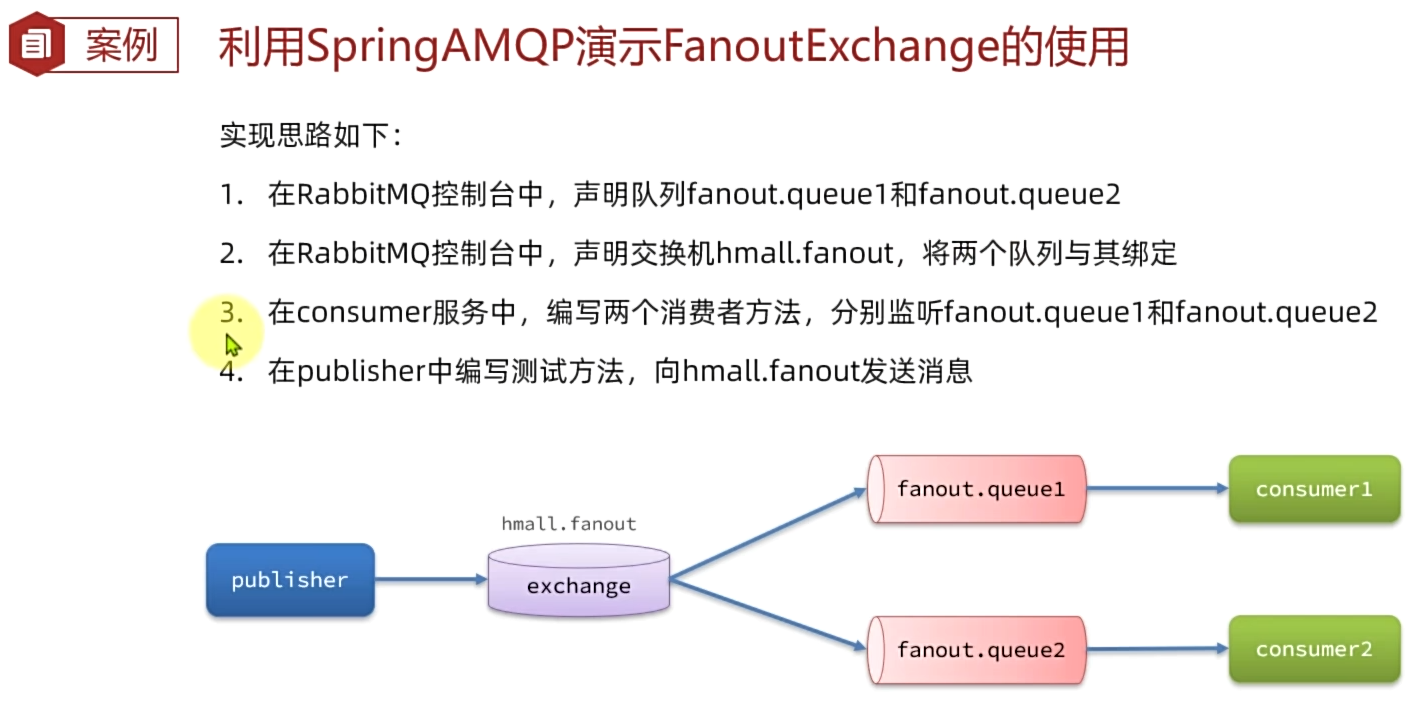 案例
利用SpringAMQP演示FanoutExchange的使用
实现思路如下：
1. 在RabbitMQ控制台中，声明队列fanout.queue1和fanout.queue2
2. 在RabbitMQ控制台中，声明交换机hmall.fanout，将两个队列与其绑定
3. 在consumer服务中，编写两个消费者方法，分别监听fanout.queue1和fanout.queue2
4. 在publisher中编写测试方法，向hmall.fanout发送消息
fanout.queue1
consumer1
hmall.fanout
publisher
exchange
fanout.queue2
consumer2